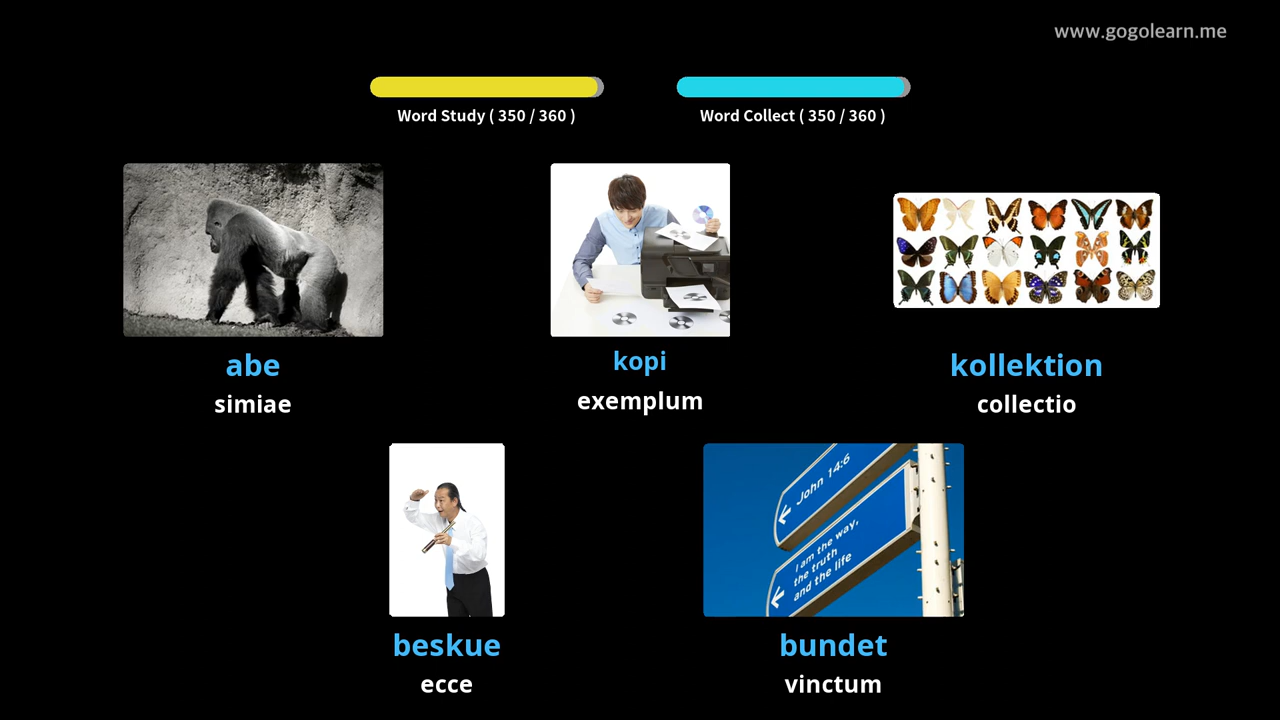 www.gogolearn.me
Word Study ( 350 / 360 )
Word Collect ( 350 / 360 )
abe
simiae
kopi
exemplum
kollektion
collectio
John 14:6
I am the way,
the truth
and the life
beskue
ecce
bundet
vinctum